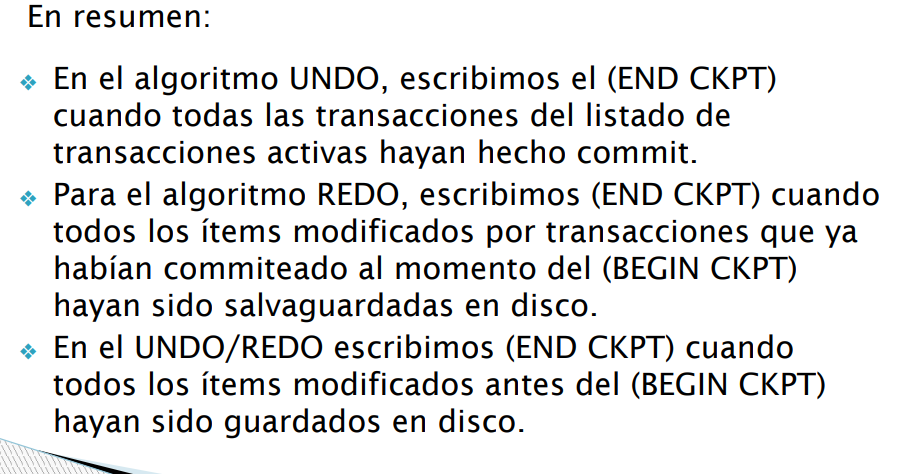 En resumen:
En el algoritmo UNDO, escribimos el (END CKPT)
cuando todas las transacciones del listado de
transacciones activas hayan hecho commit.
Para el algoritmo REDO, escribimos (END CKPT) cuando
todos los ítems modificados por transacciones que ya
habían commiteado al momento del (BEGIN CKPT)
hayan sido salvaguardadas en disco.
En el UNDO/REDO escribimos (END CKPT) cuando
todos los ítems modificados antes del (BEGIN CKPT)
hayan sido guardados en disco.